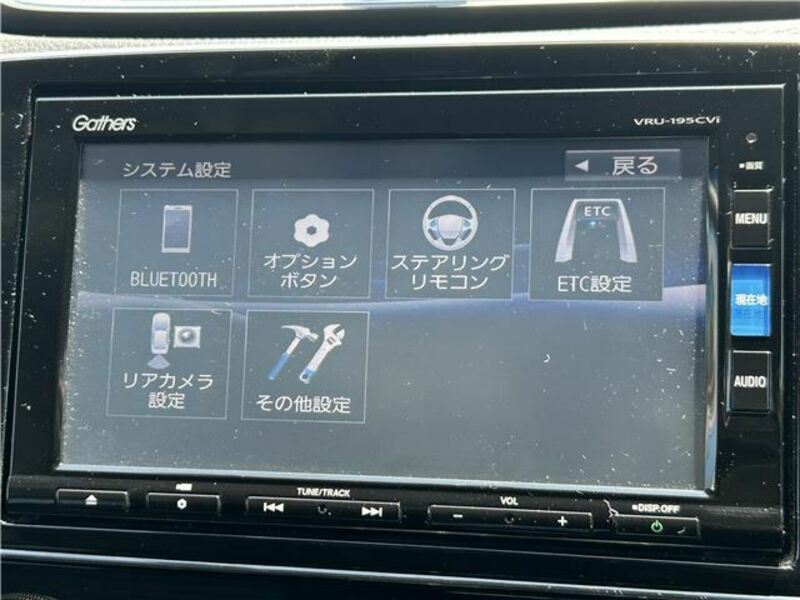 Gathers
VRU-195CVi
システム設定
戻る
画質
BLUETOOTH
オプション
ボタン
ステアリング
リモコン
ETC
ETC設定
リアカメラ
設定
その他設定
MENU
現在地
AUDIO
TUNE/TRACK
VOL
DISP.OFF